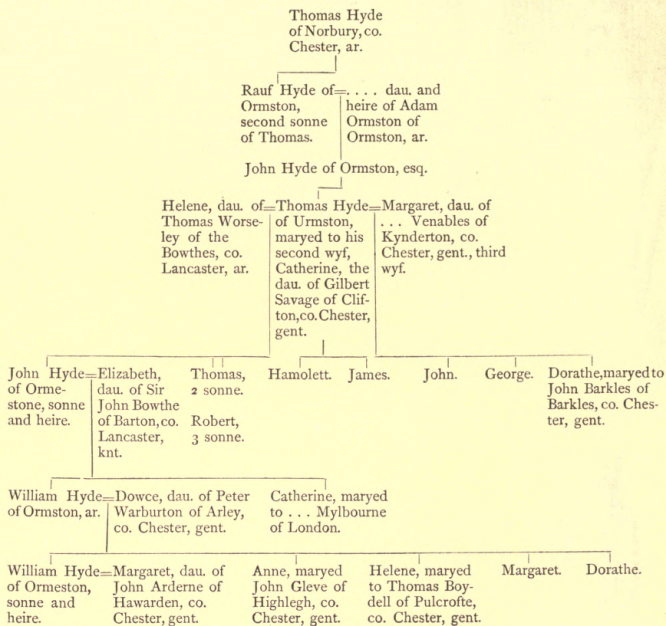 Thomas Hyde
of Norbury, co.
Chester, ar.
Rauf Hyde of=. . . . dau. and
Ormston, heire of Adam
second sonne Ormston of
of Thomas. Ormston, ar.
John Hyde of Ormston, esq.
Helene, dau. of=Thomas Hyde=Margaret, dau. of
Thomas Worse- of Urmston, . . . Venables of
ley of the maryed to his Kynderton, co.
Bowthes, co. second wyf, Chester, gent., third
Lancaster, ar. Catherine, the wyf.
dau. of Gilbert
Savage of Clif-
ton, co. Chester,
gent.
John Hyde=Elizabeth, Thomas, Hamolett. James. John. George. Dorathe, maryed to
of Orme- dau. of Sir 2 sonne. John Barkles of
stone, sonne John Bowthe Barkles, co. Ches-
and heire. of Barton, co. Robert, ter, gent.
Lancaster, 3 sonne.
knt.
William Hyde=Dowce, dau. of Peter Catherine, maryed
of Ormston, ar. Warburton of Arley, to . . . Mylbourne
co. Chester, gent. of London.
William Hyde=Margaret, dau. of Anne, maryed Helene, maryed Margaret. Dorathe.
of Ormeston, John Arderne of John Gleve of to Thomas Boy-
sonne and Hawarden, co. Highlegh, co. dell of Pulcrofte,
heire. Chester, gent. Chester, gent. co. Chester, gent.